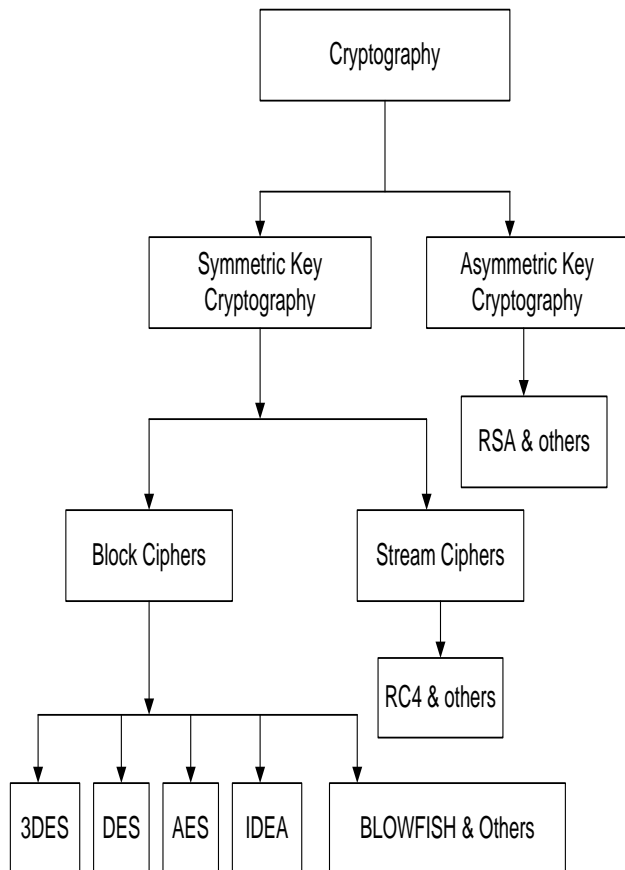 Cryptography
Symmetric Key
Cryptography
Asymmetric Key
Cryptography
RSA & others
Block Ciphers
Stream Ciphers
RC4 & others
3DES
DES
AES
IDEA
BLOWFISH & Others